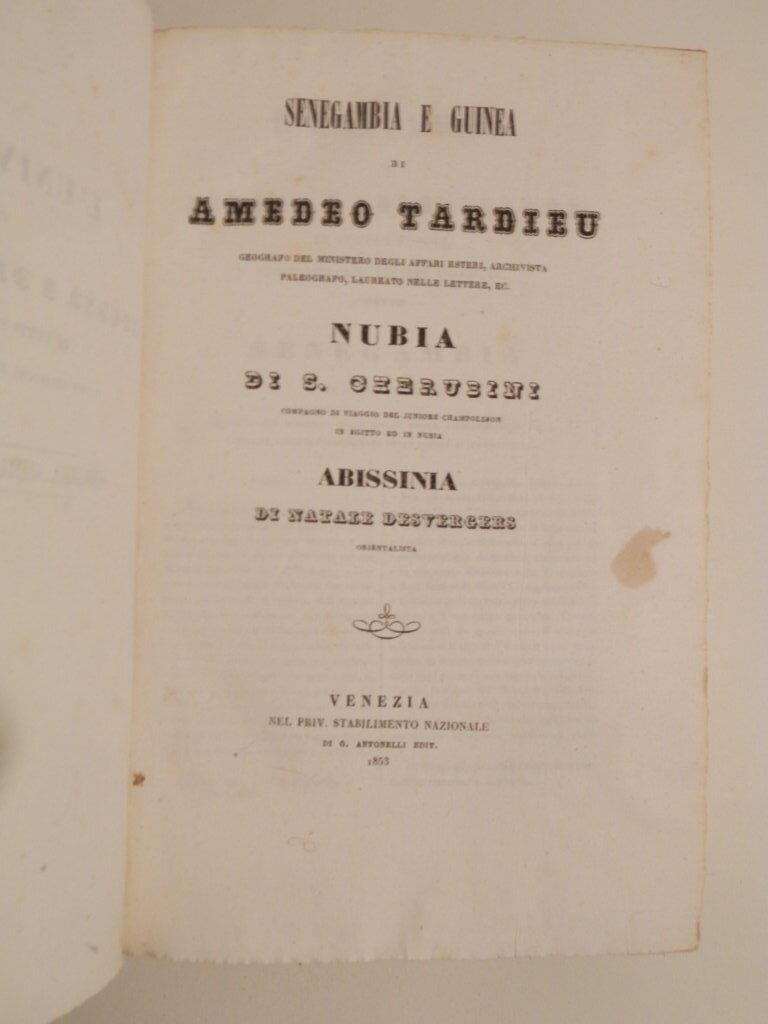 SENEGAMBIA E GUINEA
DI
AMEDEO TARDIEU
GEOGRAFO DEL MINISTERO DEGLI AFFARI ESTERI, ARCHIVISTA
PALEOGRAFO, LAUREATO NELLE LETTERE, EC.
NUBIA
DI S. CHERUBINI
COMPAGNO DI VIAGGIO DEL JUNIORE CHAMPOLLION
IN EGITTO ED IN NUBIA
ABISSINIA
DI NATALE DESVERGERS
ORIENTALISTA
VENEZIA
NEL PRIV. STABILIMENTO NAZIONALE
DI G. ANTONELLI EDIT.
1853